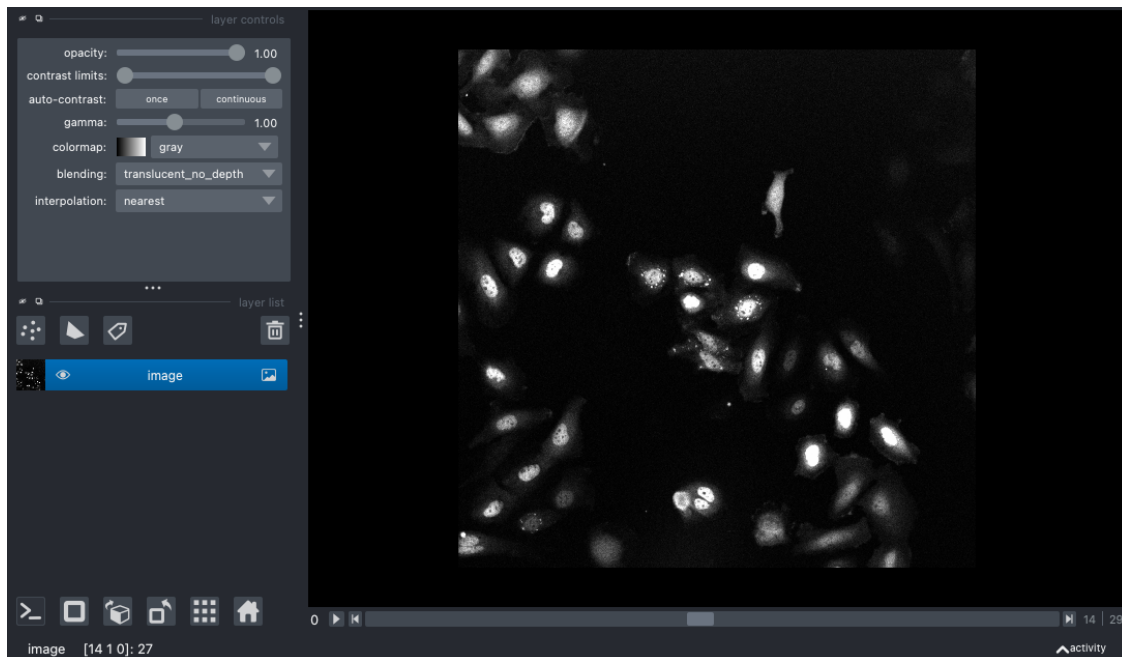 layer controls
opacity: 1.00
contrast limits:
auto-contrast: once continuous
gamma: 1.00
colormap: gray
blending: translucent_no_depth
interpolation: nearest
layer list
image
0 14 29
image [14 1 0]: 27 activity